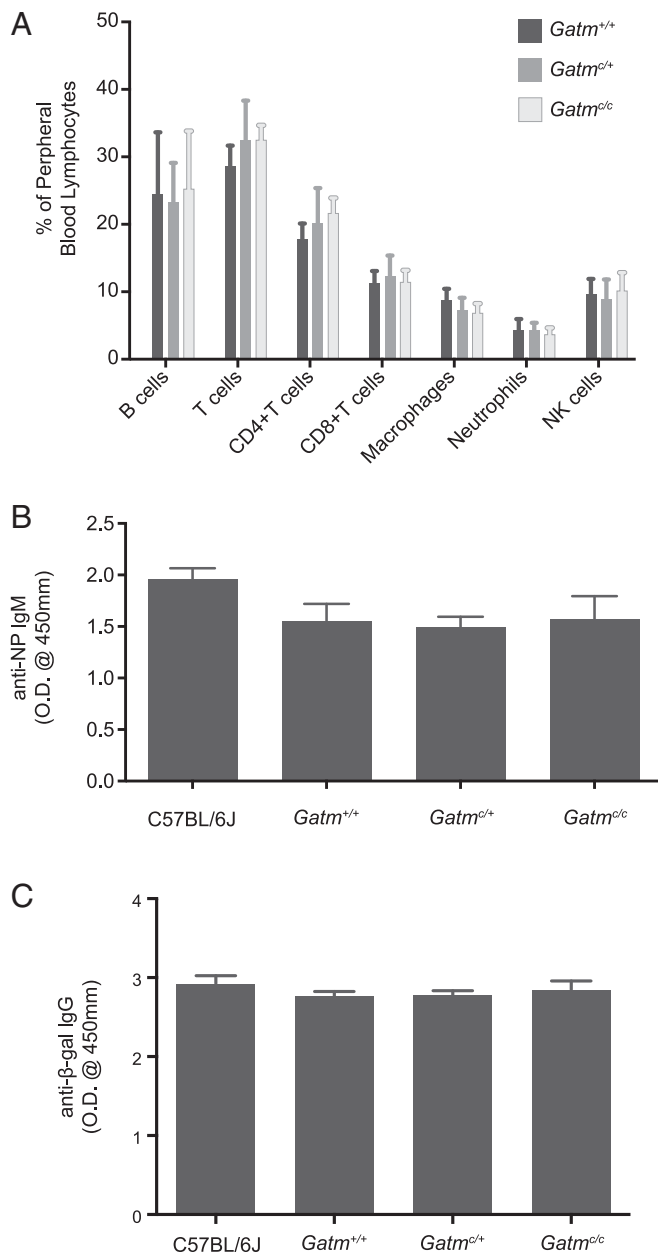 A
50
40
30
20
10
0
% of Perpheral
Blood Lymphocytes
Gatm+/+
Gatmc/+
Gatmc/c
B cells
T cells
CD4+T cells
CD8+T cells
Macrophages
Neutrophils
NK cells
B
2.5
2.0
1.5
1.0
0.5
0.0
anti-NP IgM
(O.D. @ 450mm)
C57BL/6J
Gatm+/+
Gatmc/+
Gatmc/c
C
4
3
2
1
0
anti-β-gal IgG
(O.D. @ 450mm)
C57BL/6J
Gatm+/+
Gatmc/+
Gatmc/c